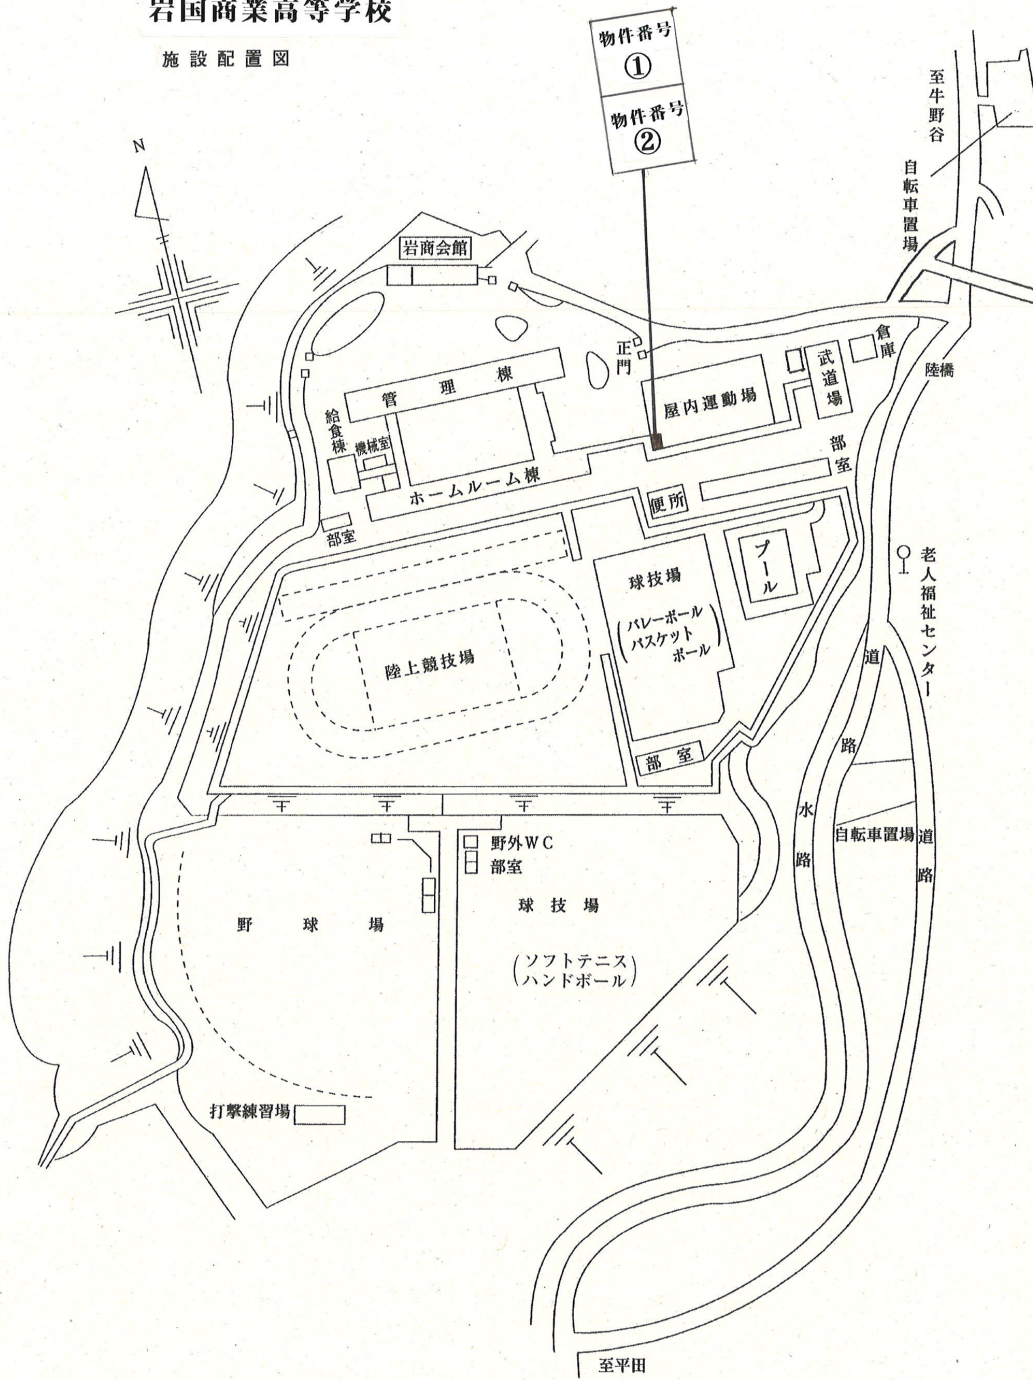 岩国商業高等学校
施設配置図
物件番号
①
物件番号
②
N
至牛野谷
自転車置場
岩商会館
正門
倉庫
武道場
陸橋
管理棟
屋内運動場
給食棟
機械室
部室
ホームルーム棟
便所
部室
プール
球技場
(バレーボール
バスケット
ボール)
老人福祉センター
陸上競技場
道路
部室
水路
自転車置場
道路
野外WC
部室
野球場
球技場
(ソフトテニス
ハンドボール)
打撃練習場
至平田